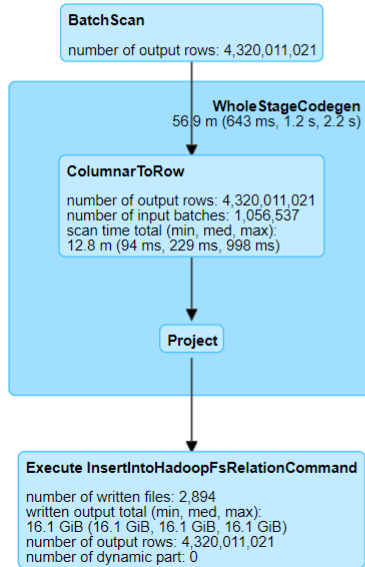 BatchScan
number of output rows: 4,320,011,021
WholeStageCodegen
56.9 m (643 ms, 1.2 s, 2.2 s)
ColumnarToRow
number of output rows: 4,320,011,021
number of input batches: 1,056,537
scan time total (min, med, max):
12.8 m (94 ms, 229 ms, 998 ms)
Project
Execute InsertIntoHadoopFsRelationCommand
number of written files: 2,894
written output total (min, med, max):
16.1 GiB (16.1 GiB, 16.1 GiB, 16.1 GiB)
number of output rows: 4,320,011,021
number of dynamic part: 0